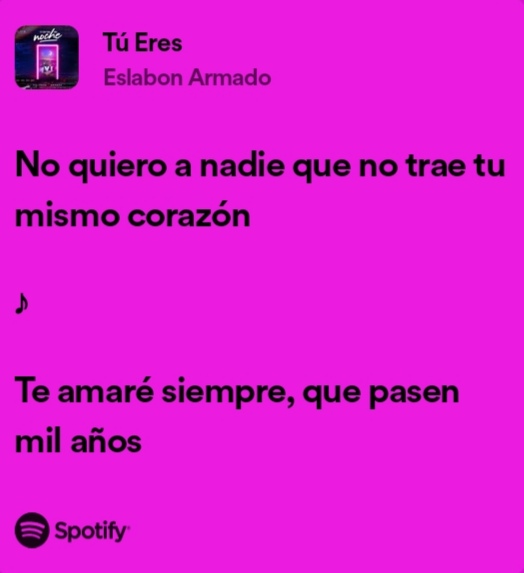 noche
Tú Eres
Eslabon Armado
No quiero a nadie que no trae tu
mismo corazón
♪
Te amaré siempre, que pasen
mil años
Spotify